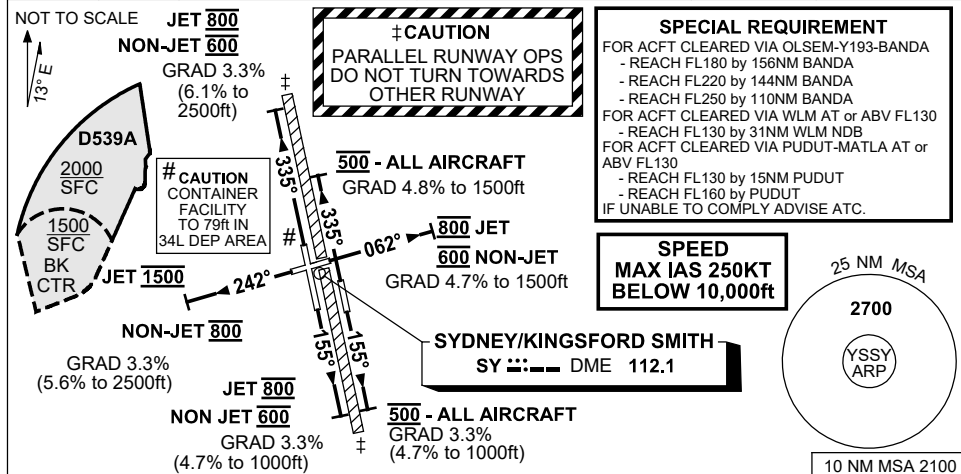 NOT TO SCALE
13° E
JET 800
NON-JET 600
GRAD 3.3%
(6.1% to
2500ft)
‡
‡CAUTION
PARALLEL RUNWAY OPS
DO NOT TURN TOWARDS
OTHER RUNWAY
SPECIAL REQUIREMENT
FOR ACFT CLEARED VIA OLSEM-Y193-BANDA
- REACH FL180 by 156NM BANDA
- REACH FL220 by 144NM BANDA
- REACH FL250 by 110NM BANDA
FOR ACFT CLEARED VIA WLM AT or ABV FL130
- REACH FL130 by 31NM WLM NDB
FOR ACFT CLEARED VIA PUDUT-MATLA AT or
ABV FL130
- REACH FL130 by 15NM PUDUT
- REACH FL160 by PUDUT
IF UNABLE TO COMPLY ADVISE ATC.
D539A
2000
SFC
1500
SFC
BK
CTR
# CAUTION
CONTAINER
FACILITY
TO 79ft IN
34L DEP AREA
#
335°
335°
500 - ALL AIRCRAFT
GRAD 4.8% to 1500ft
062°
800 JET
600 NON-JET
GRAD 4.7% to 1500ft
242°
JET 1500
NON-JET 800
GRAD 3.3%
(5.6% to 2500ft)
155°
155°
SPEED
MAX IAS 250KT
BELOW 10,000ft
SYDNEY/KINGSFORD SMITH
SY DME 112.1
JET 800
NON JET 600
GRAD 3.3%
(4.7% to 1000ft)
‡
500 - ALL AIRCRAFT
GRAD 3.3%
(4.7% to 1000ft)
25 NM MSA
2700
YSSY
ARP
10 NM MSA 2100